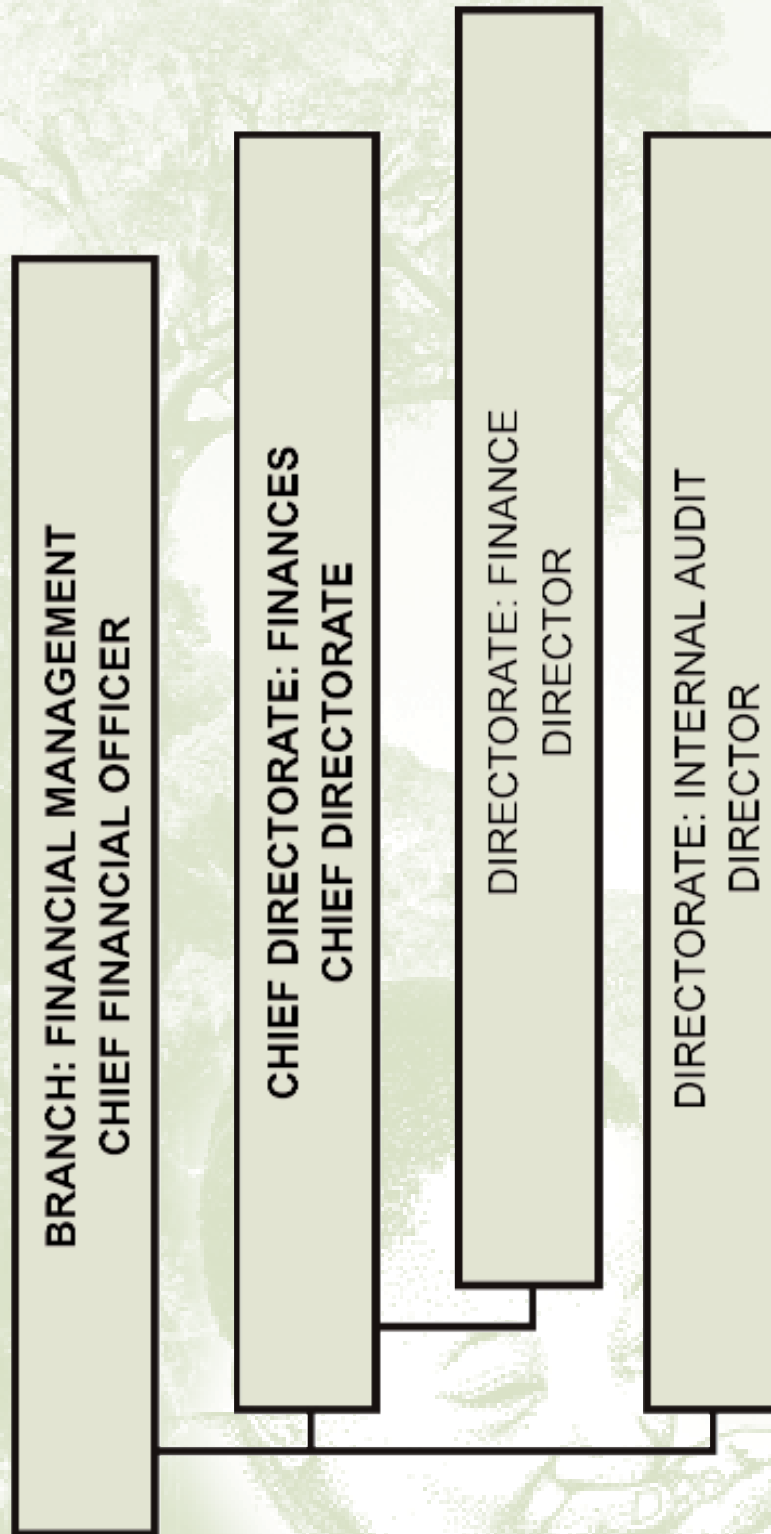 BRANCH: FINANCIAL MANAGEMENT
CHIEF FINANCIAL OFFICER
CHIEF DIRECTORATE: FINANCES
CHIEF DIRECTORATE
DIRECTORATE: FINANCE
DIRECTOR
DIRECTORATE: INTERNAL AUDIT
DIRECTOR